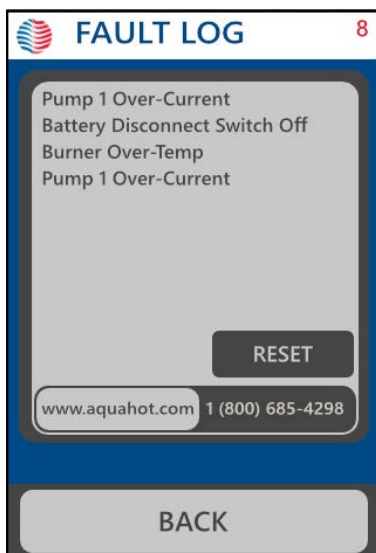 FAULT LOG 8
Pump 1 Over-Current
Battery Disconnect Switch Off
Burner Over-Temp
Pump 1 Over-Current
RESET
www.aquahot.com 1 (800) 685-4298
BACK